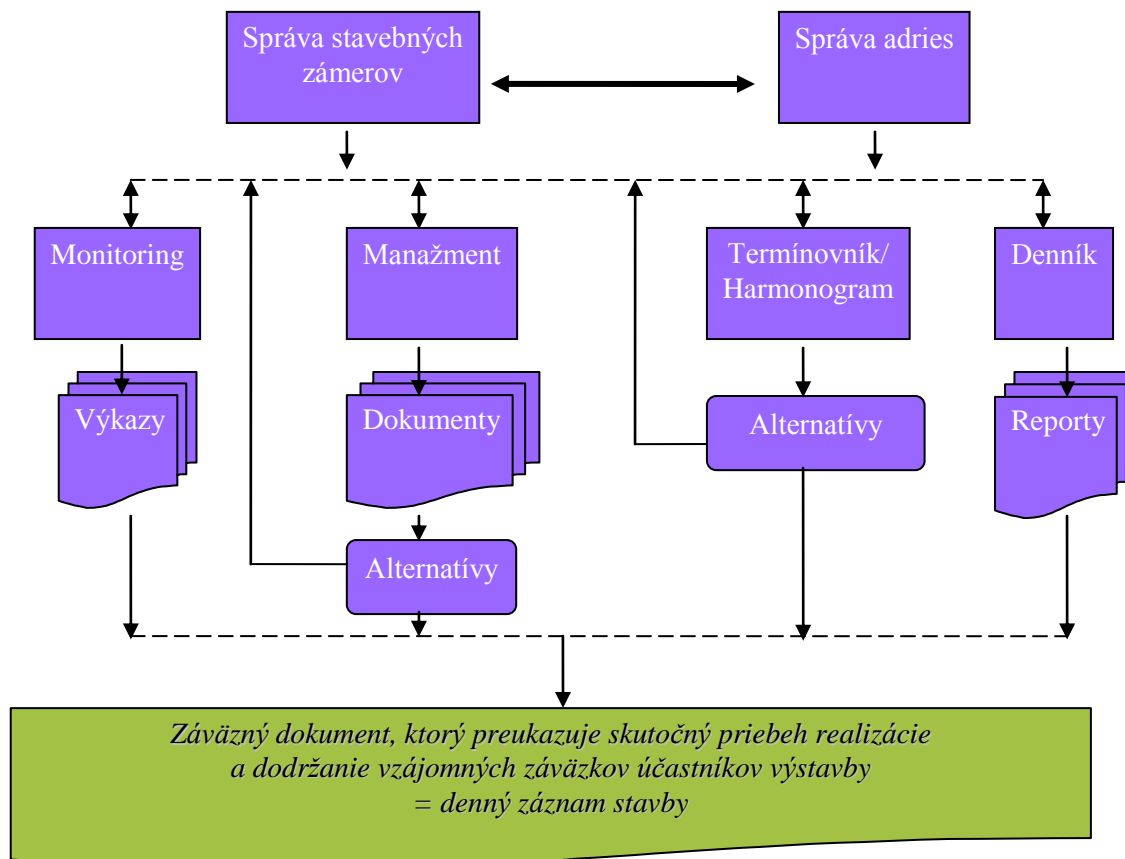 Správa stavebných
zámerov
Správa adries
Monitoring
Manažment
Termínovník/
Harmonogram
Denník
Výkazy
Dokumenty
Alternatívy
Reporty
Alternatívy
Záväzný dokument, ktorý preukazuje skutočný priebeh realizácie
a dodržanie vzájomných záväzkov účastníkov výstavby
= denný záznam stavby